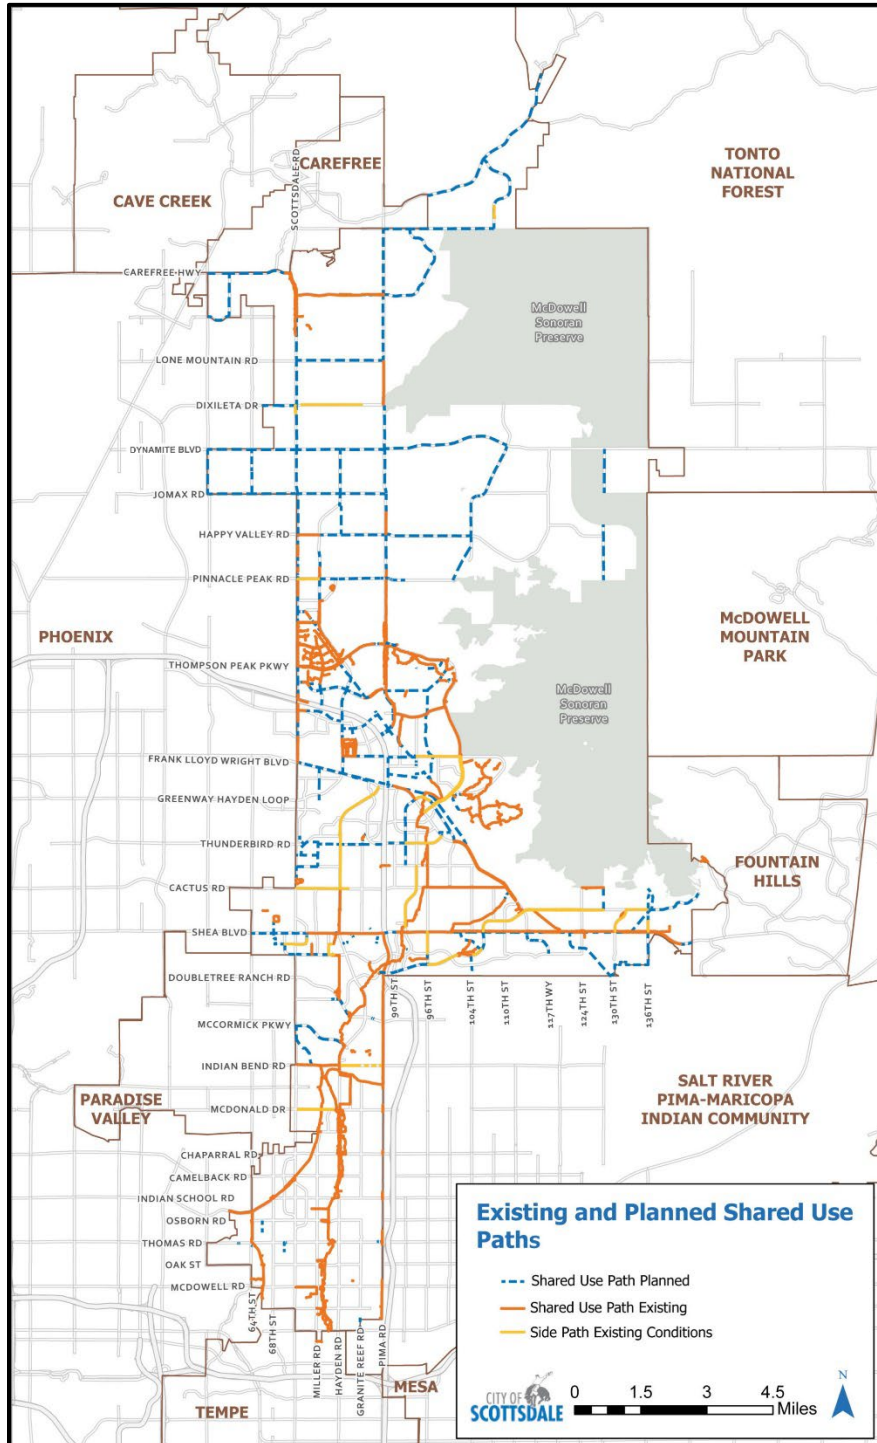 TONTO
NATIONAL
FOREST
CAREFREE
CAVE CREEK
SCOTTSDALE RD
CAREFREE HWY
McDowell
Sonoran
Preserve
LONE MOUNTAIN RD
DIXILETA DR
DYNAMITE BLVD
JOMAX RD
HAPPY VALLEY RD
PINNACLE PEAK RD
PHOENIX
McDOWELL
MOUNTAIN
PARK
THOMPSON PEAK PKWY
McDowell
Sonoran
Preserve
FRANK LLOYD WRIGHT BLVD
GREENWAY HAYDEN LOOP
THUNDERBIRD RD
FOUNTAIN
HILLS
CACTUS RD
SHEA BLVD
DOUBLETREE RANCH RD
90TH ST
96TH ST
104TH ST
110TH ST
117TH WY
124TH ST
130TH ST
136TH ST
MCCORMICK PKWY
INDIAN BEND RD
PARADISE
VALLEY
MCDONALD DR
SALT RIVER
PIMA-MARICOPA
INDIAN COMMUNITY
CHAPARRAL RD
CAMELBACK RD
INDIAN SCHOOL RD
OSBORN RD
THOMAS RD
OAK ST
MCDOWELL RD
64TH ST
68TH ST
MILLER RD
HAYDEN RD
GRANITE REEF RD
PIMA RD
TEMPE
MESA
Existing and Planned Shared Use
Paths
Shared Use Path Planned
Shared Use Path Existing
Side Path Existing Conditions
CITY OF
SCOTTSDALE
0 1.5 3 4.5
Miles
N